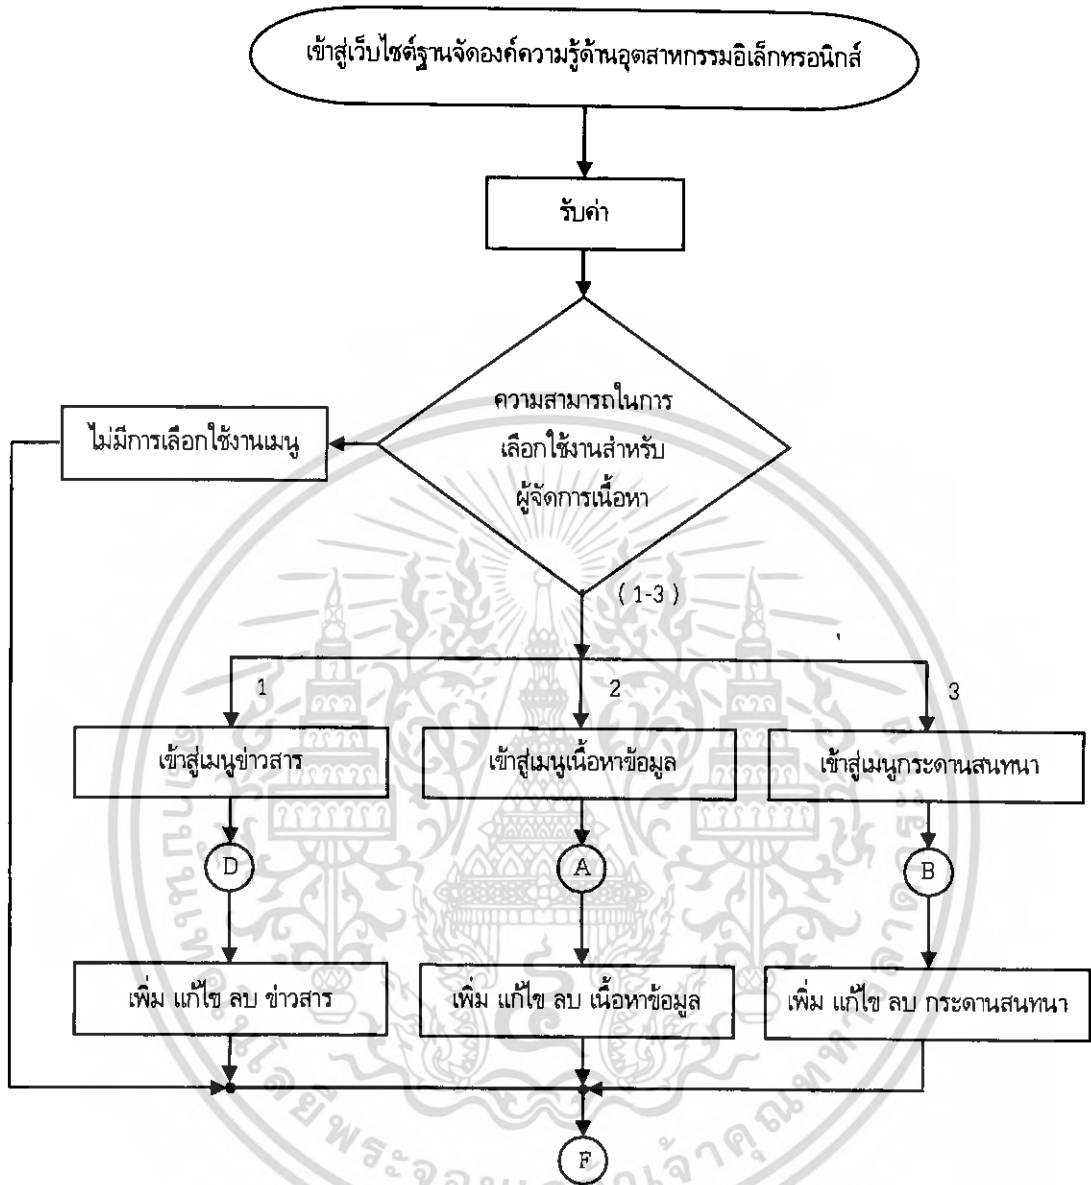 เข้าสู่เว็บไซต์ฐานจัดองค์ความรู้ด้านอุตสาหกรรมอิเล็กทรอนิกส์
รับค่า
ความสามารถในการ
เลือกใช้งานสำหรับ
ผู้จัดการเนื้อหา
ไม่มีการเลือกใช้งานเมนู
( 1-3 )
1
2
3
เข้าสู่เมนูข่าวสาร
เข้าสู่เมนูเนื้อหาข้อมูล
เข้าสู่เมนูกระดานสนทนา
D
A
B
เพิ่ม แก้ไข ลบ ข่าวสาร
เพิ่ม แก้ไข ลบ เนื้อหาข้อมูล
เพิ่ม แก้ไข ลบ กระดานสนทนา
F